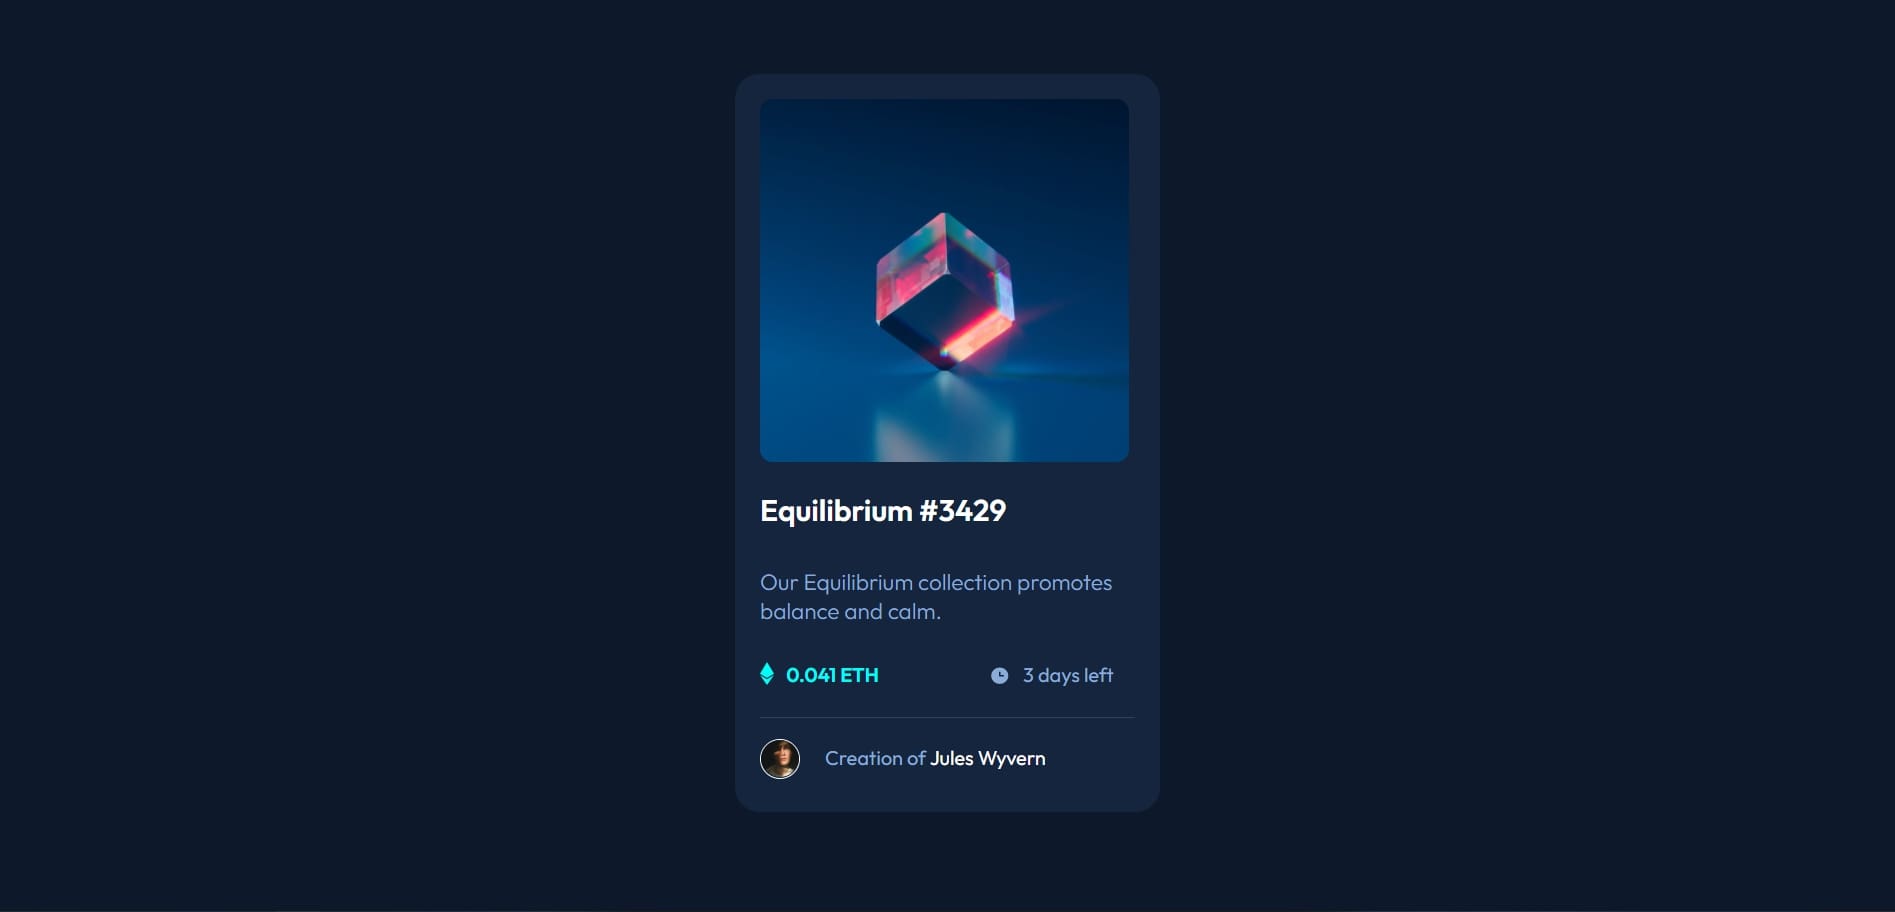 Equilibrium #3429
Our Equilibrium collection promotes
balance and calm.
0.041 ETH
3 days left
Creation of Jules Wyvern